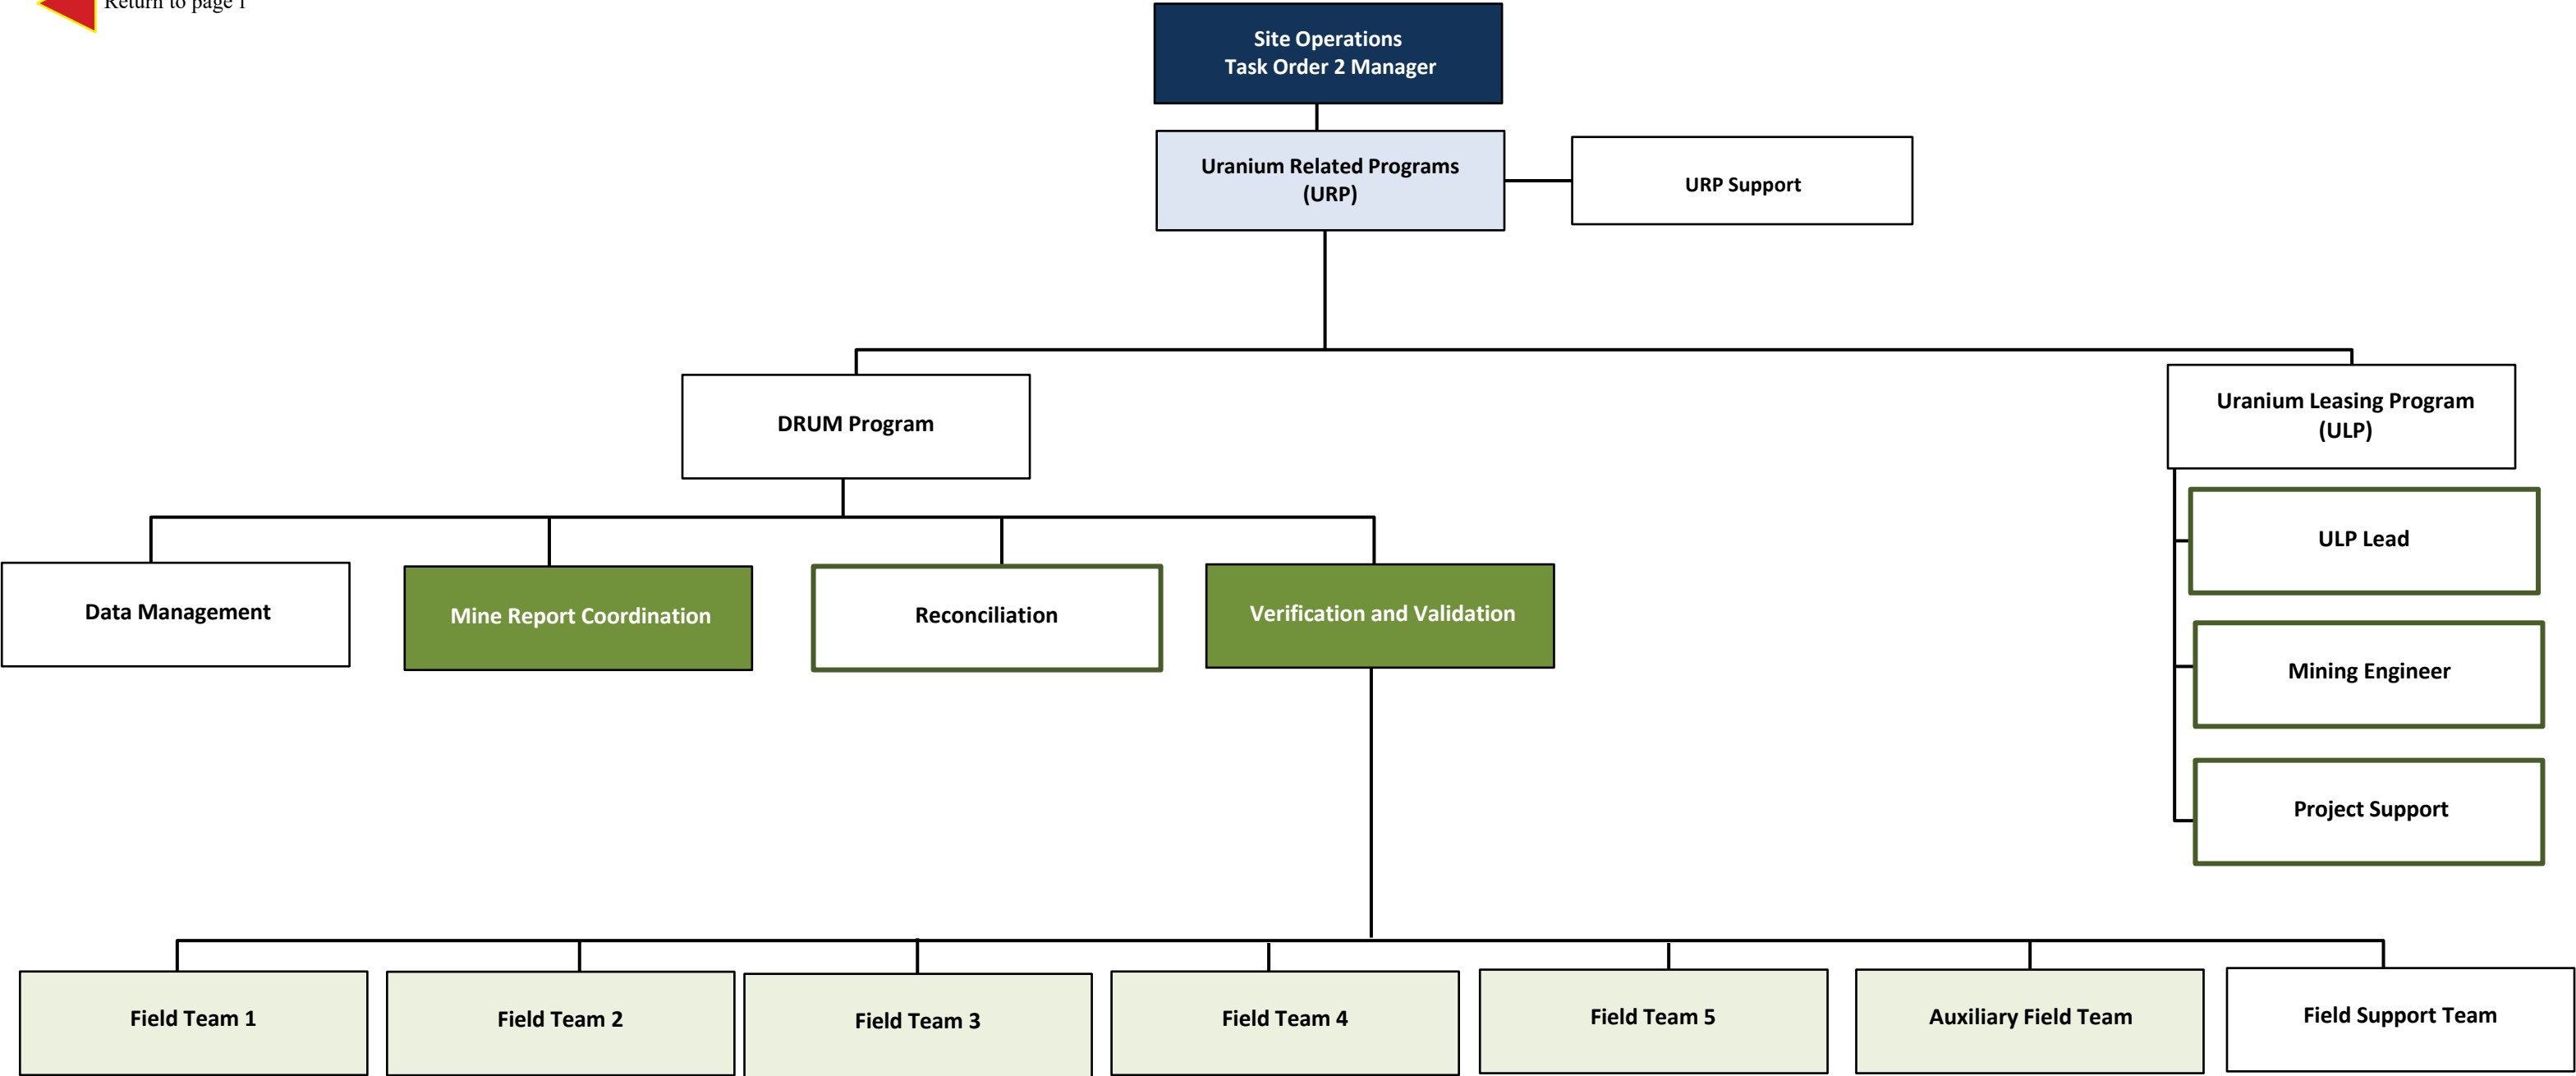 Return to page 1
Site Operations
Task Order 2 Manager
Uranium Related Programs
(URP)
URP Support
DRUM Program
Uranium Leasing Program
(ULP)
ULP Lead
Mining Engineer
Project Support
Data Management
Mine Report Coordination
Reconciliation
Verification and Validation
Field Team 1
Field Team 2
Field Team 3
Field Team 4
Field Team 5
Auxiliary Field Team
Field Support Team